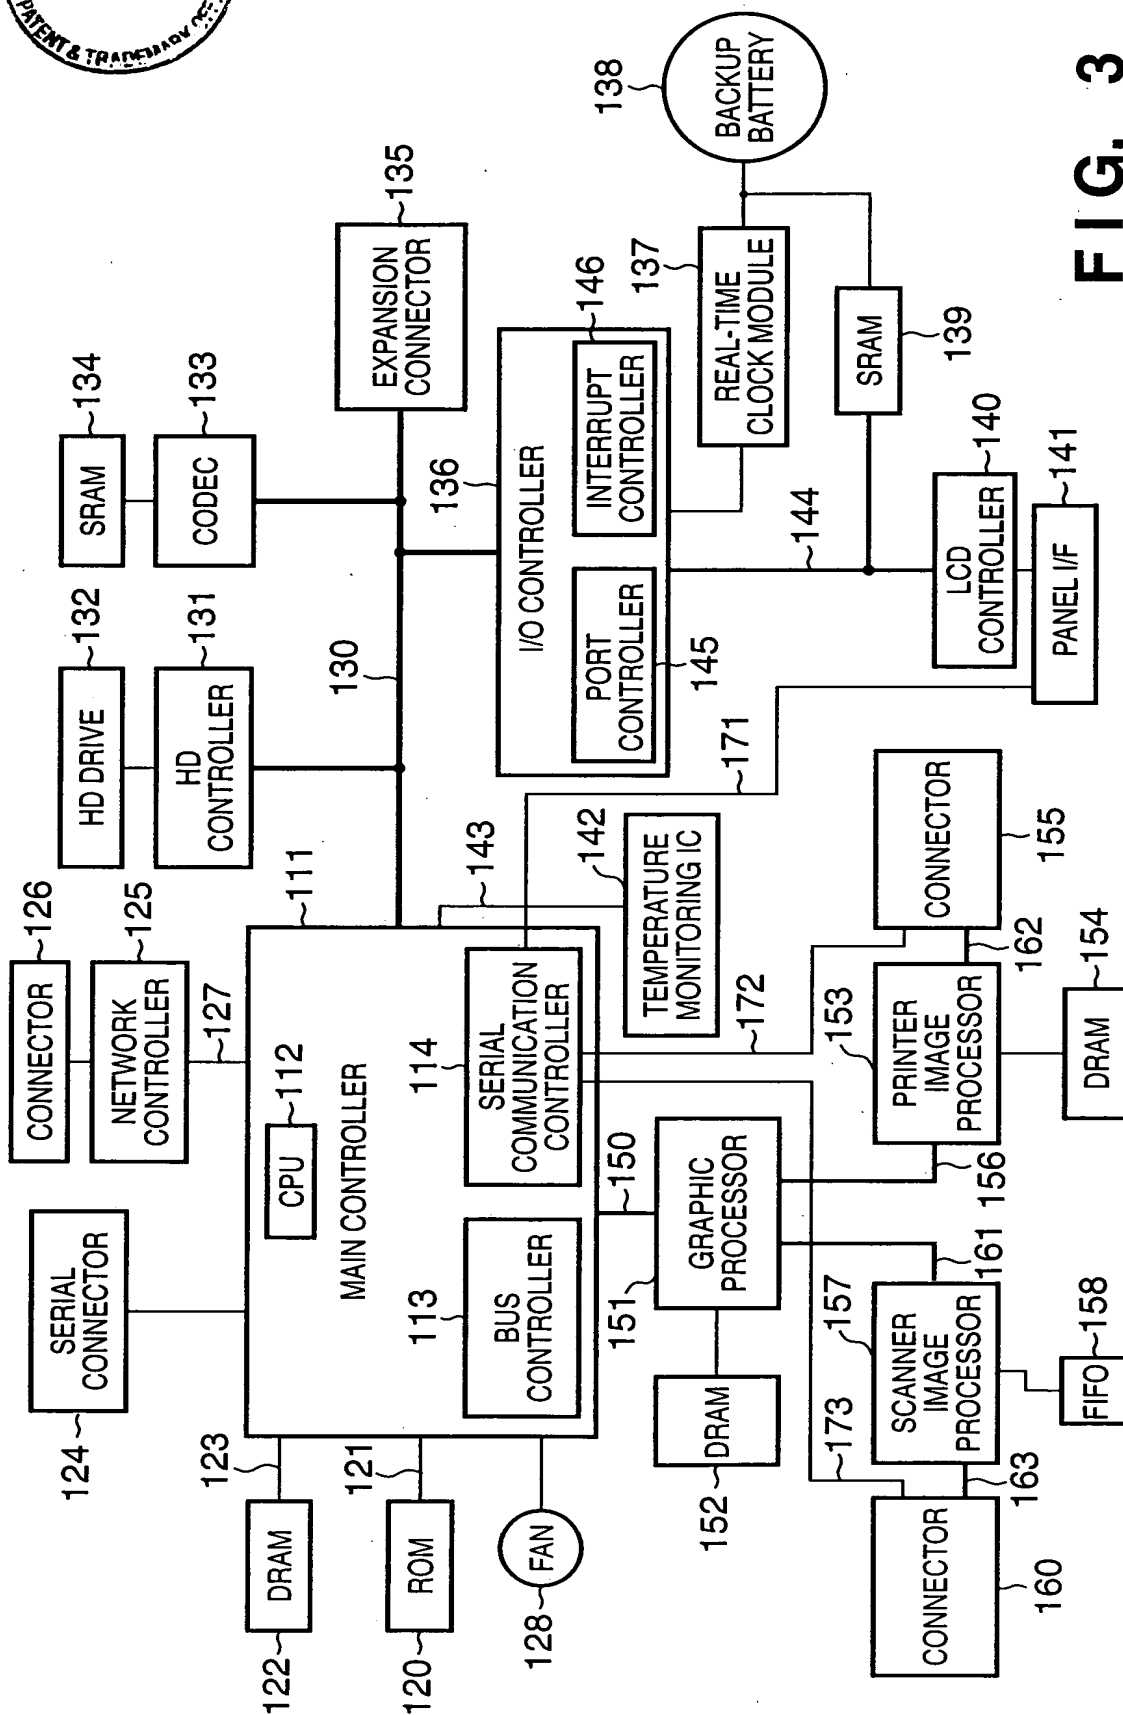 PATENT & TRADEMARK
FIG. 3
126
CONNECTOR
125
NETWORK
CONTROLLER
127
SERIAL
CONNECTOR
124
HD DRIVE
132
HD
CONTROLLER
131
SRAM
134
CODEC
133
EXPANSION
CONNECTOR
135
130
DRAM
122
123
ROM
120
121
FAN
128
MAIN CONTROLLER
111
CPU
112
BUS
CONTROLLER
113
SERIAL
COMMUNICATION
CONTROLLER
114
143
TEMPERATURE
MONITORING IC
142
I/O CONTROLLER
136
PORT
CONTROLLER
145
INTERRUPT
CONTROLLER
146
REAL-TIME
CLOCK MODULE
137
BACKUP
BATTERY
138
SRAM
139
144
LCD
CONTROLLER
140
PANEL I/F
141
171
172
173
150
GRAPHIC
PROCESSOR
151
DRAM
152
156
161
PRINTER
IMAGE
PROCESSOR
153
DRAM
154
162
CONNECTOR
155
SCANNER
IMAGE
PROCESSOR
157
FIFO
158
163
CONNECTOR
160